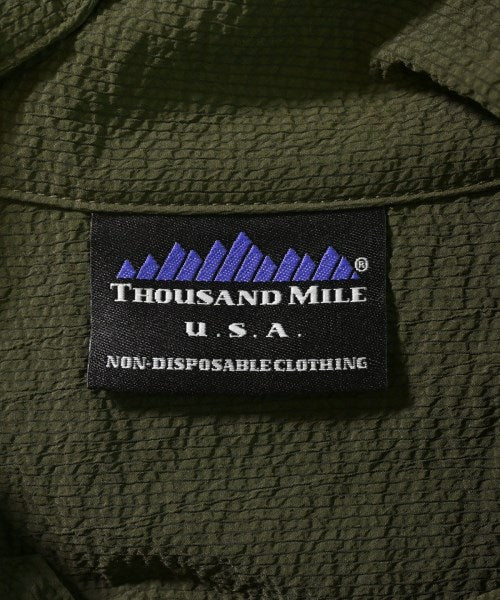 ®
THOUSAND MILE
U.S.A.
NON-DISPOSABLE CLOTHING